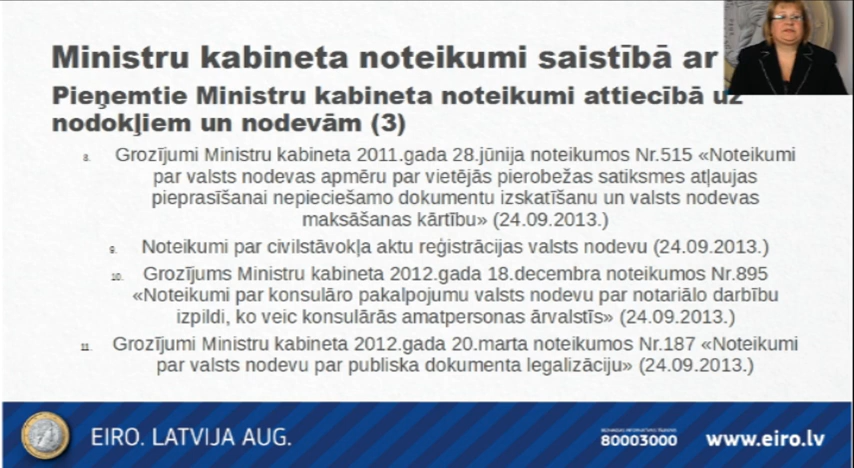 Ministru kabineta noteikumi saistībā ar
Pieņemtie Ministru kabineta noteikumi attiecībā uz
nodokļiem un nodevām (3)
8. Grozījumi Ministru kabineta 2011.gada 28.jūnija noteikumos Nr.515 «Noteikumi
par valsts nodevas apmēru par vietējās pierobežas satiksmes atļaujas
pieprasīšanai nepieciešamo dokumentu izskatīšanu un valsts nodevas
maksāšanas kārtību» (24.09.2013.)
9. Noteikumi par civilstāvokļa aktu reģistrācijas valsts nodevu (24.09.2013.)
10. Grozījums Ministru kabineta 2012.gada 18.decembra noteikumos Nr.895
«Noteikumi par konsulāro pakalpojumu valsts nodevu par notariālo darbību
izpildi, ko veic konsulārās amatpersonas ārvalstīs» (24.09.2013.)
11. Grozījumi Ministru kabineta 2012.gada 20.marta noteikumos Nr.187 «Noteikumi
par valsts nodevu par publiska dokumenta legalizāciju» (24.09.2013.)
EIRO. LATVIJA AUG.
80003000
www.eiro.lv